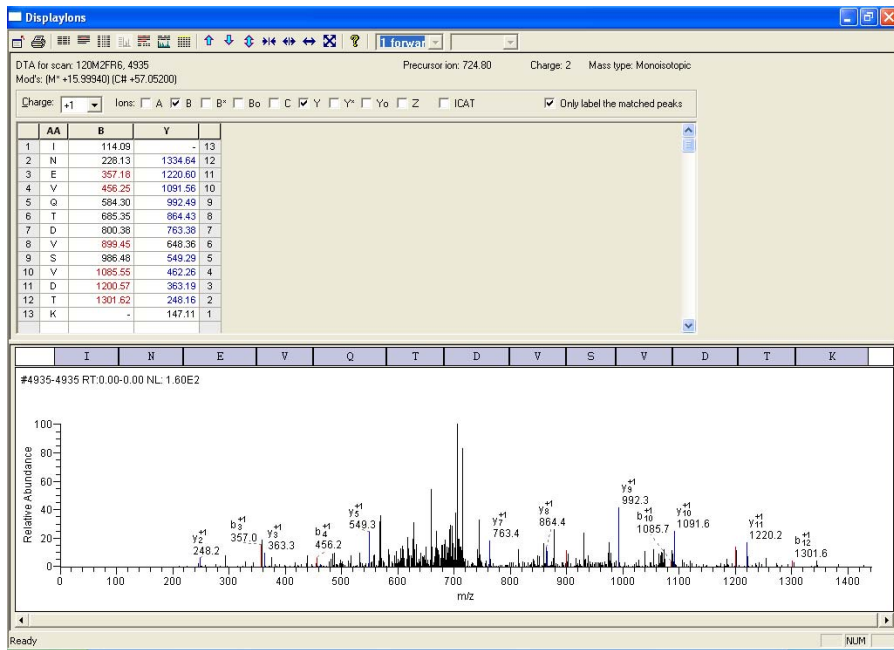 DisplayIons
1 forwar
DTA for scan: 120M2FR6, 4935 Precursor ion: 724.80 Charge: 2 Mass type: Monoisotopic
Mod's: (M* +15.99940) (C# +57.05200)
Charge: +1 Ions: A B B* Bo C Y Y* Yo Z ICAT Only label the matched peaks
AA B Y
1 I 114.09 - 13
2 N 228.13 1334.64 12
3 E 357.18 1220.60 11
4 V 456.25 1091.56 10
5 Q 584.30 992.49 9
6 T 685.35 864.43 8
7 D 800.38 763.38 7
8 V 899.45 648.36 6
9 S 986.48 549.29 5
10 V 1085.55 462.26 4
11 D 1200.57 363.19 3
12 T 1301.62 248.16 2
13 K - 147.11 1
I N E V Q T D V S V D T K
#4935-4935 RT:0.00-0.00 NL: 1.60E2
Relative Abundance
100
80
60
40
20
0
y2+1
248.2
b3+1
357.0
y3+1
363.3
b4+1
456.2
y5+1
549.3
y7+1
763.4
y8+1
864.4
y9+1
992.3
b10+1
1085.7
y10+1
1091.6
y11+1
1220.2
b12+1
1301.6
0 100 200 300 400 500 600 700 800 900 1000 1100 1200 1300 1400
m/z
Ready NUM